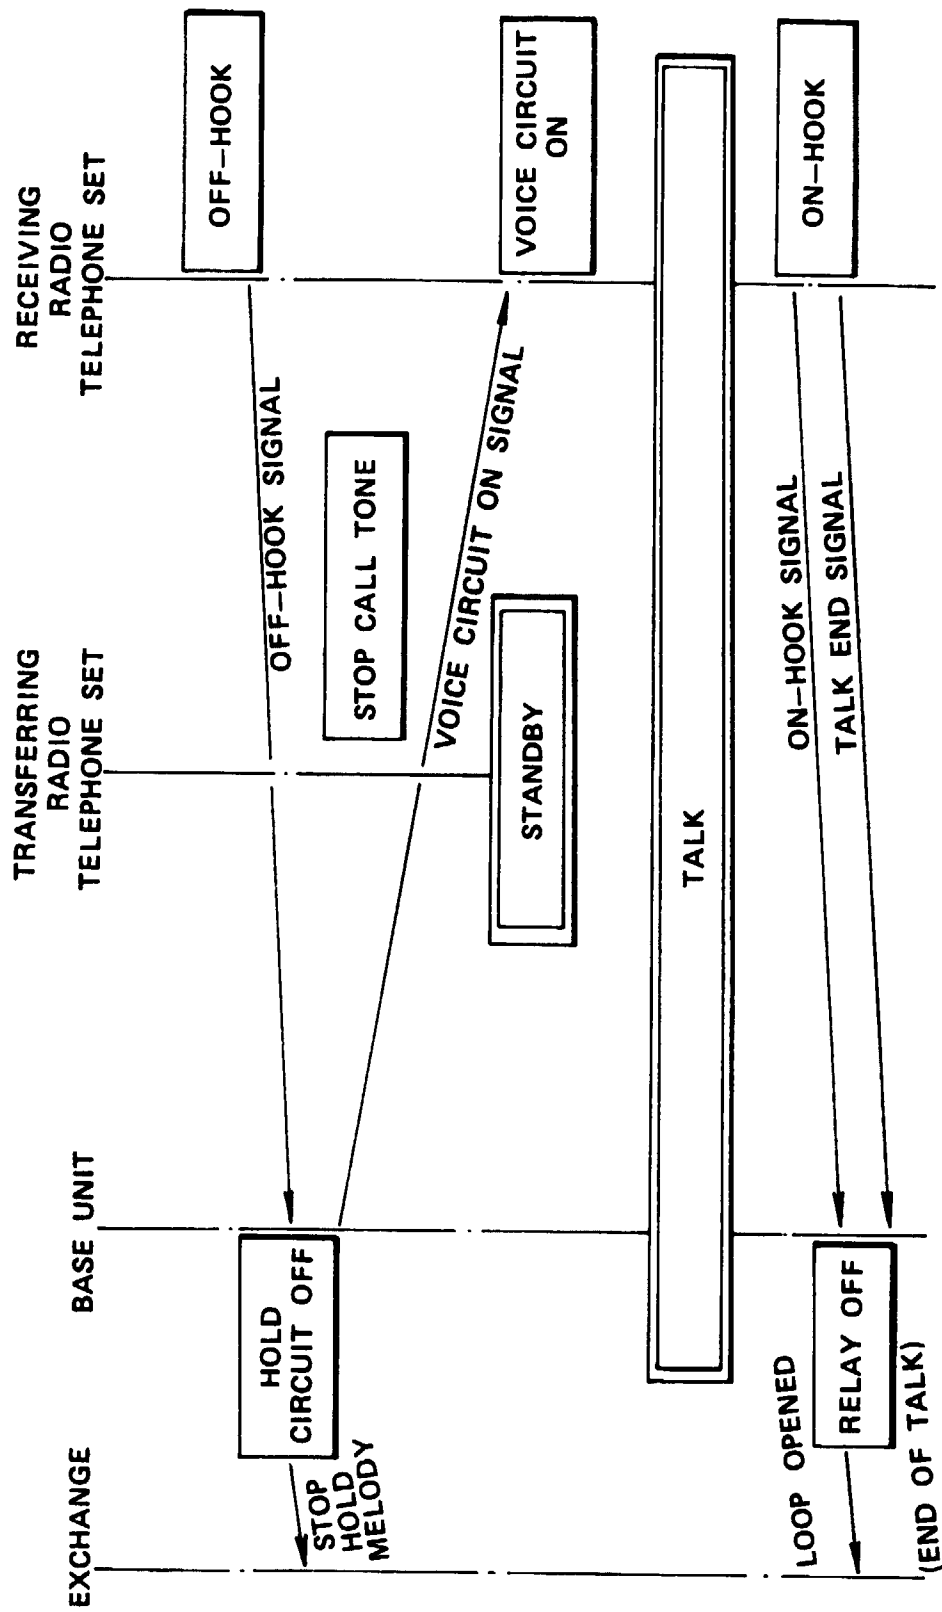 EXCHANGE
BASE UNIT
TRANSFERRING
RADIO
TELEPHONE SET
RECEIVING
RADIO
TELEPHONE SET
OFF-HOOK
OFF-HOOK SIGNAL
HOLD
CIRCUIT OFF
STOP
HOLD
MELODY
STOP CALL TONE
VOICE CIRCUIT ON SIGNAL
VOICE CIRCUIT
ON
STANDBY
TALK
ON-HOOK
ON-HOOK SIGNAL
TALK END SIGNAL
LOOP OPENED
RELAY OFF
(END OF TALK)